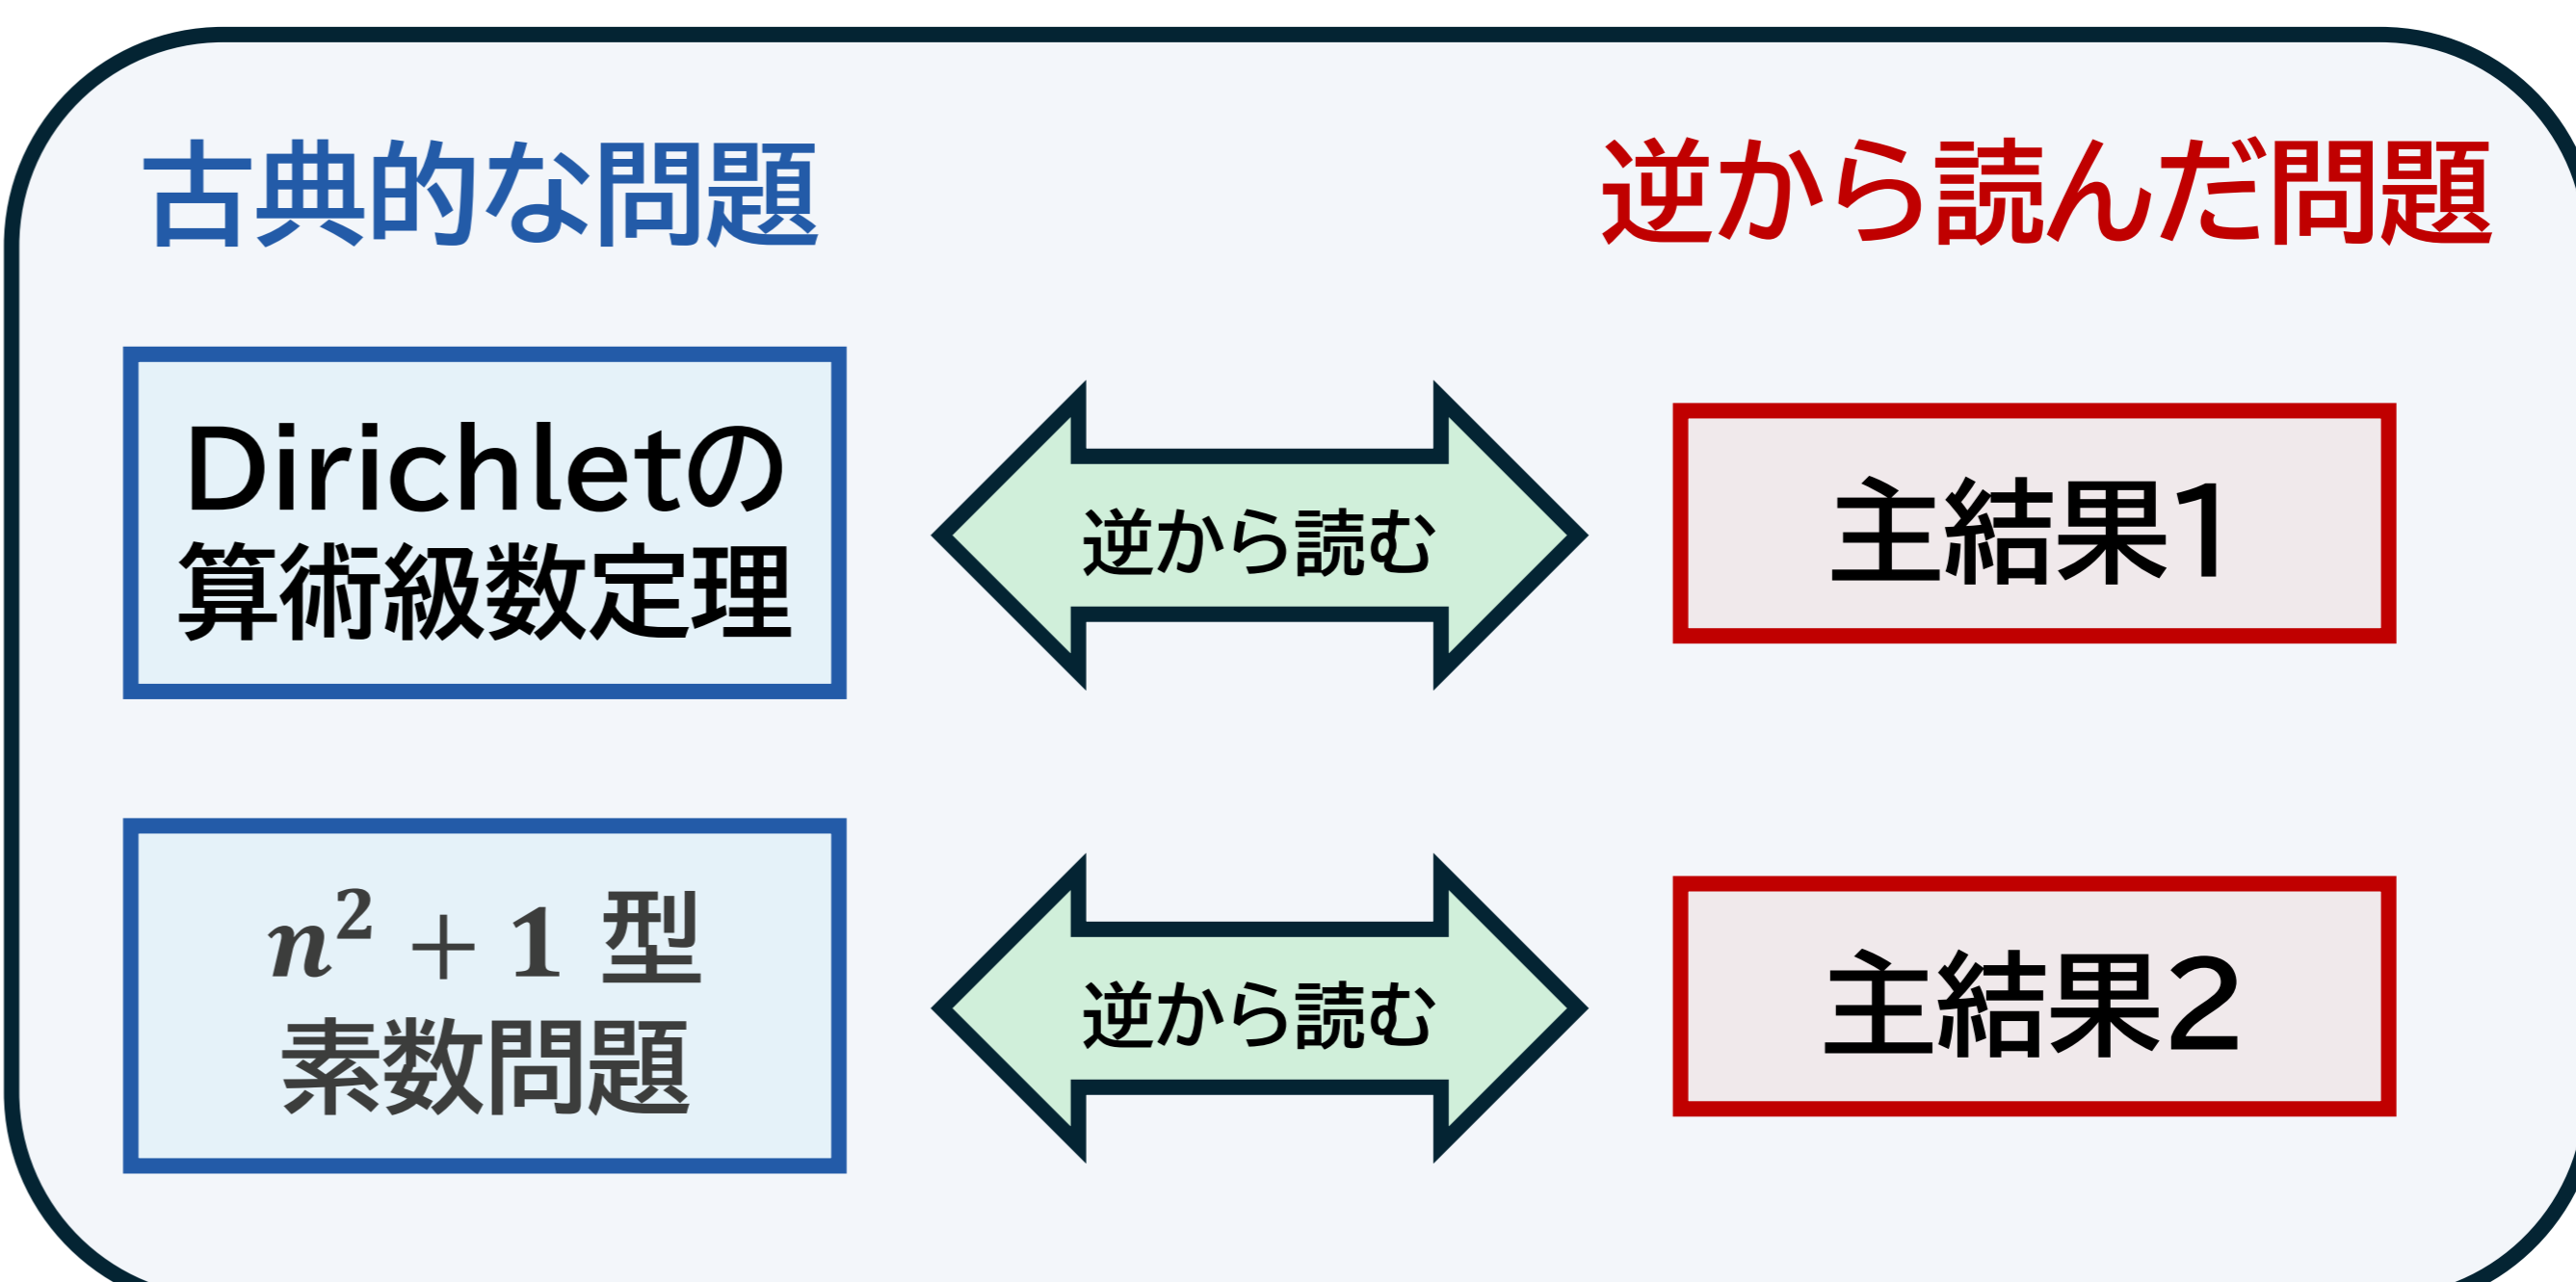 古典的な問題
逆から読んだ問題
Dirichletの
算術級数定理
逆から読む
主結果1
n² + 1 型
素数問題
逆から読む
主結果2